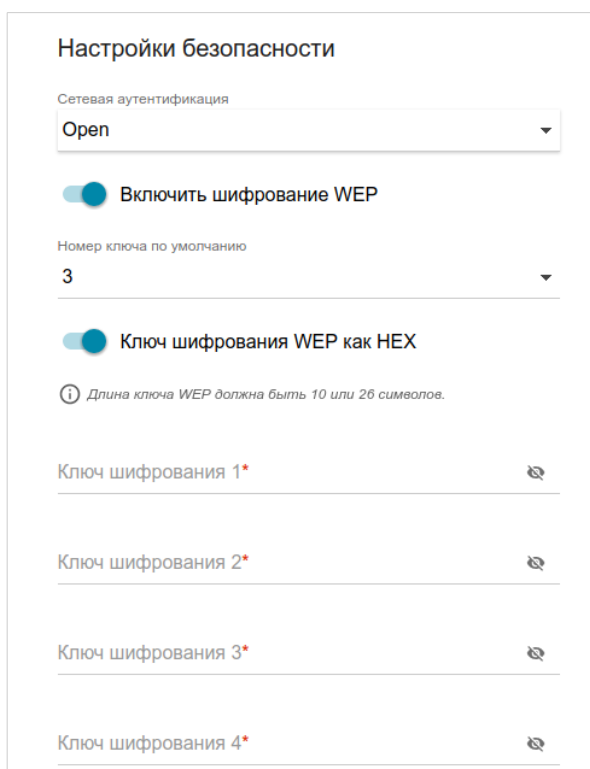 Настройки безопасности
Сетевая аутентификация
Open
Включить шифрование WEP
Номер ключа по умолчанию
3
Ключ шифрования WEP как HEX
Длина ключа WEP должна быть 10 или 26 символов.
Ключ шифрования 1*
Ключ шифрования 2*
Ключ шифрования 3*
Ключ шифрования 4*